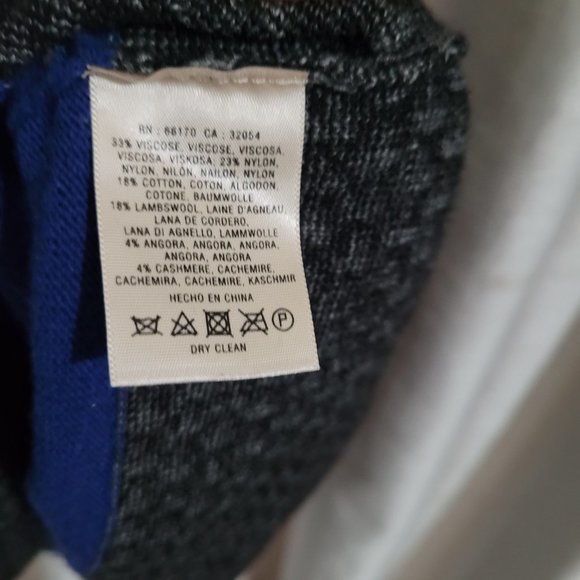 RN : 66170 CA : 32054
33% VISCOSE, VISCOSE, VISCOSA,
VISCOSA, VISKOSA, 23% NYLON,
NYLON, NILÓN, NAILON, NYLON
18% COTTON, COTON, ALGODON,
COTONE, BAUMWOLLE
18% LAMBSWOOL, LAINE D'AGNEAU,
LANA DE CORDERO,
LANA DI AGNELLO, LAMMWOLLE
4% ANGORA, ANGORA, ANGORA,
ANGORA, ANGORA
4% CASHMERE, CACHEMIRE,
CACHEMIRA, CACHEMIRE, KASCHMIR
HECHO EN CHINA
P
DRY CLEAN